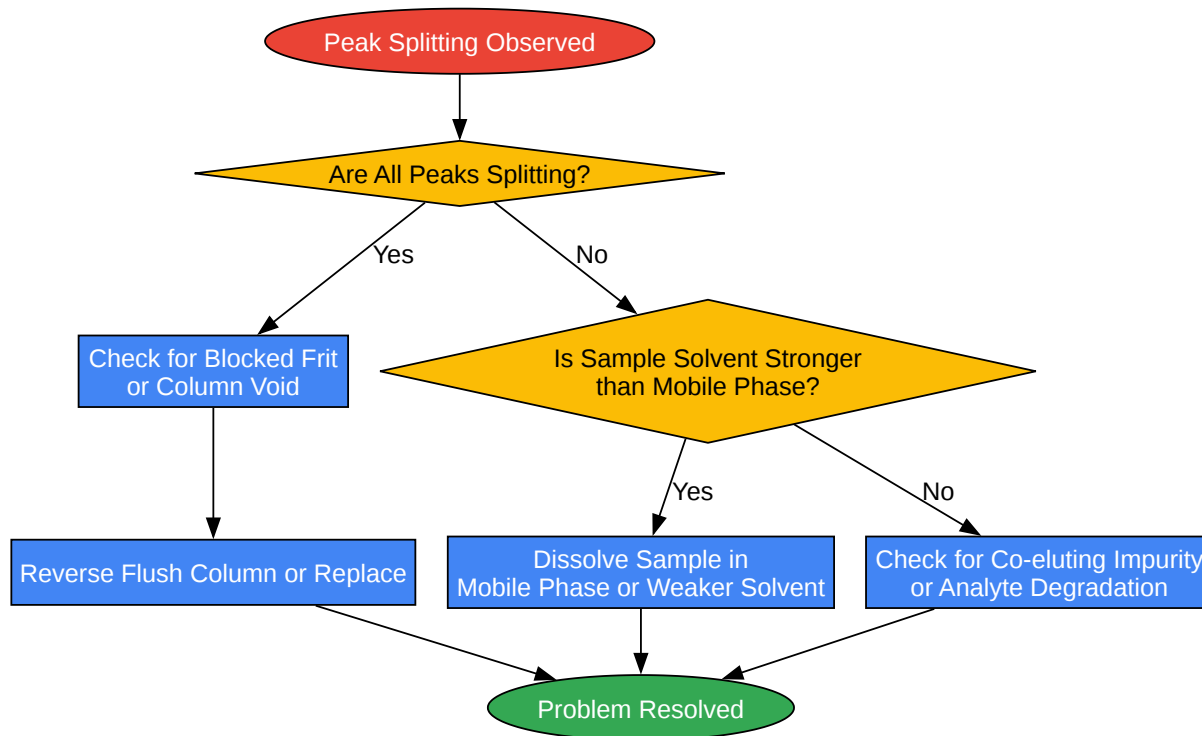 Peak Splitting Observed
Are All Peaks Splitting?
Yes
No
Check for Blocked Frit
or Column Void
Is Sample Solvent Stronger
than Mobile Phase?
Yes
No
Reverse Flush Column or Replace
Dissolve Sample in
Mobile Phase or Weaker Solvent
Check for Co-eluting Impurity
or Analyte Degradation
Problem Resolved